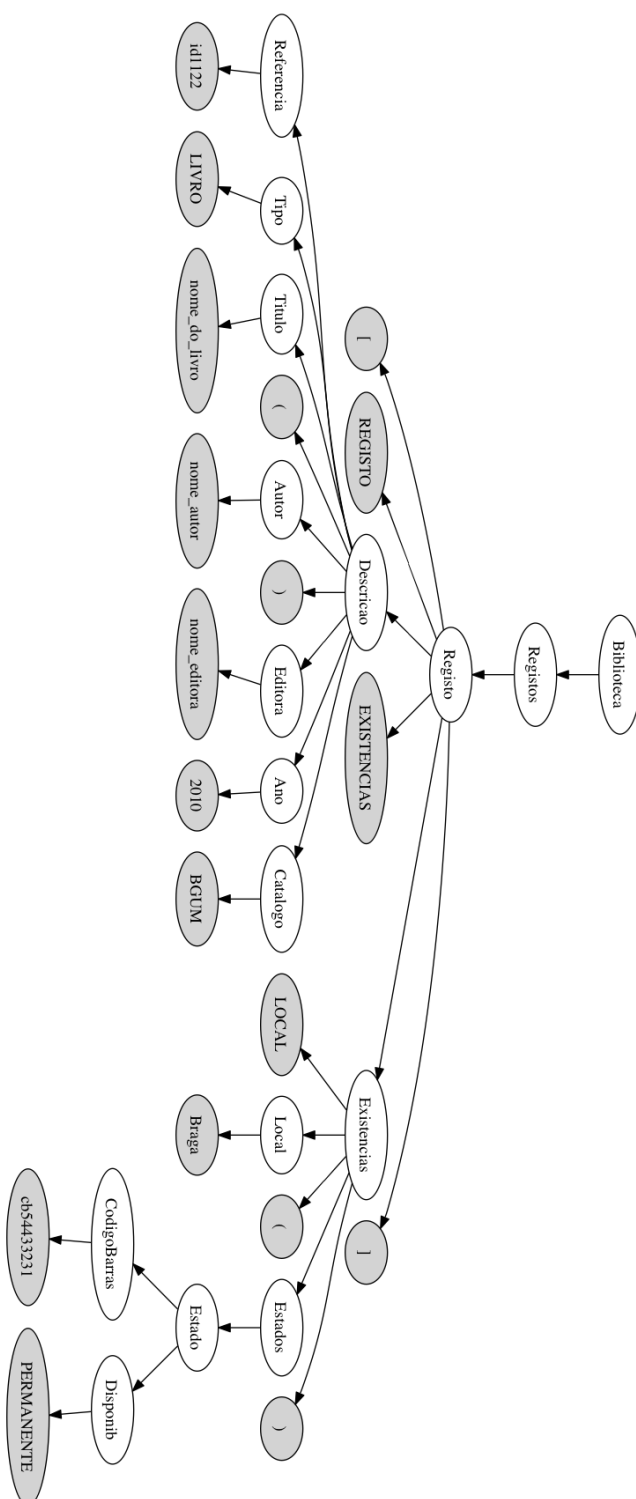 Biblioteca
Registos
Registo
[
REGISTO
Descricao
EXISTENCIAS
Existencias
]
Referencia
Tipo
Titulo
(
Autor
)
Editora
Ano
Catalogo
LOCAL
Local
(
Estados
)
id1122
LIVRO
nome_do_livro
nome_autor
nome_editora
2010
BGUM
Braga
Estado
CodigoBarras
Disponib
cb54433231
PERMANENTE